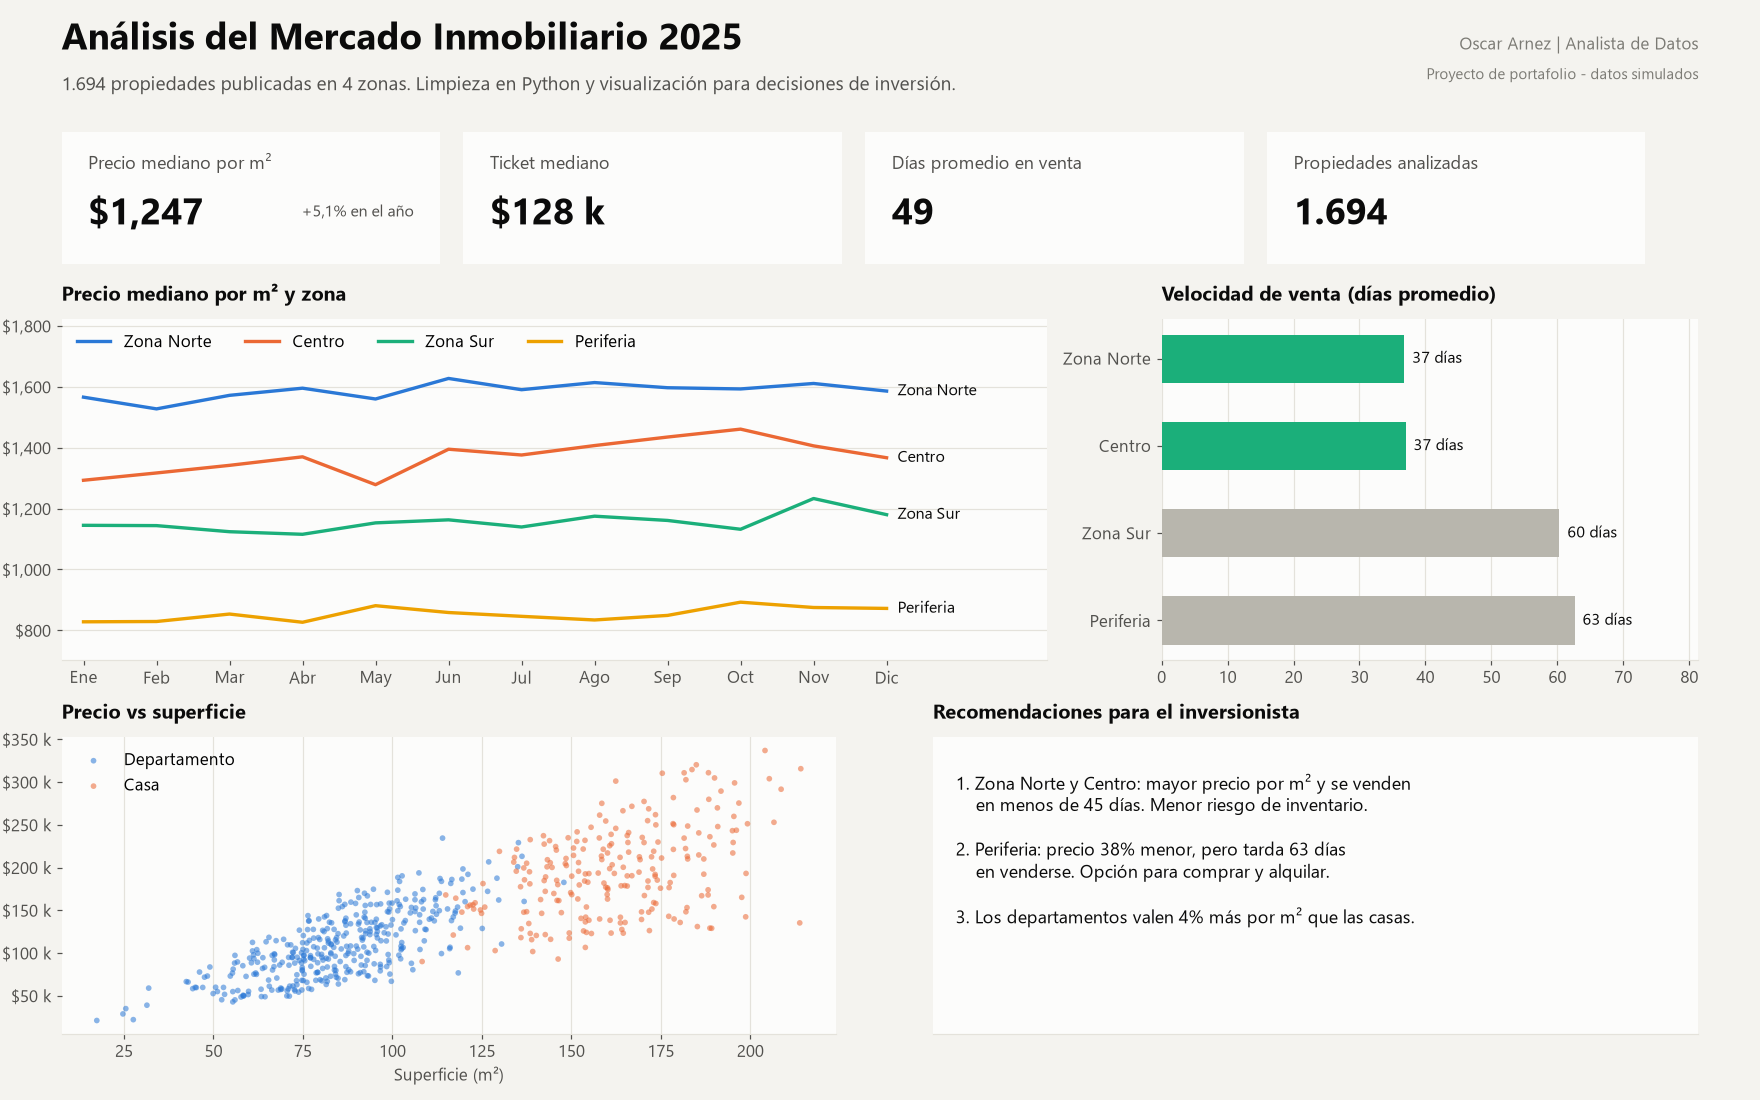 Análisis del Mercado Inmobiliario 2025
Oscar Arnez | Analista de Datos
1.694 propiedades publicadas en 4 zonas. Limpieza en Python y visualización para decisiones de inversión.
Proyecto de portafolio - datos simulados
Precio mediano por m²
$1,247
+5,1% en el año
Ticket mediano
$128 k
Días promedio en venta
49
Propiedades analizadas
1.694
Precio mediano por m² y zona
$1,800
$1,600
$1,400
$1,200
$1,000
$800
Zona Norte Centro Zona Sur Periferia
Zona Norte
Centro
Zona Sur
Periferia
Ene Feb Mar Abr May Jun Jul Ago Sep Oct Nov Dic
Velocidad de venta (días promedio)
Zona Norte 37 días
Centro 37 días
Zona Sur 60 días
Periferia 63 días
0 10 20 30 40 50 60 70 80
Precio vs superficie
$350 k
$300 k
$250 k
$200 k
$150 k
$100 k
$50 k
Departamento
Casa
25 50 75 100 125 150 175 200
Superficie (m²)
Recomendaciones para el inversionista
1. Zona Norte y Centro: mayor precio por m² y se venden
en menos de 45 días. Menor riesgo de inventario.
2. Periferia: precio 38% menor, pero tarda 63 días
en venderse. Opción para comprar y alquilar.
3. Los departamentos valen 4% más por m² que las casas.